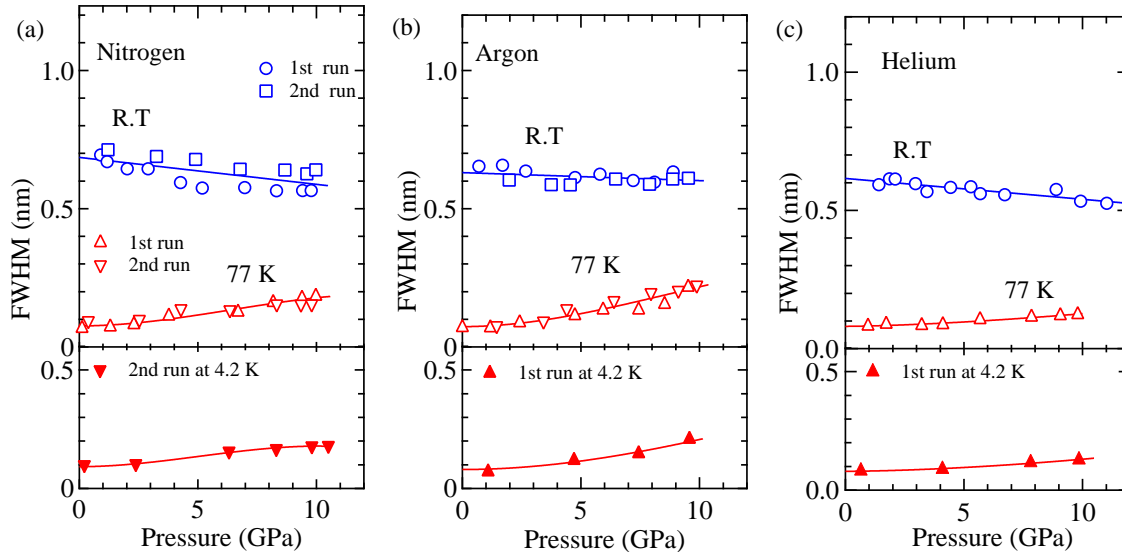 (a)
Nitrogen
1st run
2nd run
R.T
1st run
2nd run
77 K
FWHM (nm)
1.0
0.5
0
2nd run at 4.2 K
0.5
0
0
5
10
Pressure (GPa)
(b)
Argon
R.T
77 K
FWHM (nm)
1.0
0.5
0
1st run at 4.2 K
0.5
0
0
5
10
Pressure (GPa)
(c)
Helium
R.T
77 K
FWHM (nm)
1.0
0.5
0.0
1st run at 4.2 K
0.5
0.0
0
5
10
Pressure (GPa)